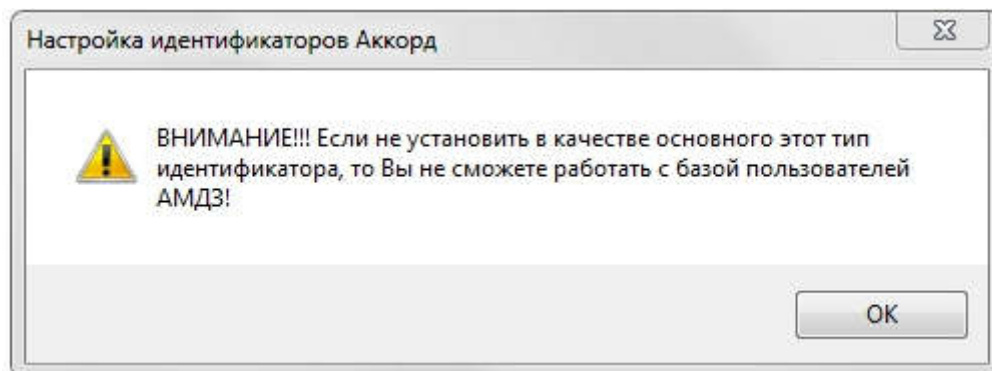 Настройка идентификаторов Аккорд
ВНИМАНИЕ!!! Если не установить в качестве основного этот тип
идентификатора, то Вы не сможете работать с базой пользователей
АМДЗ!
OK